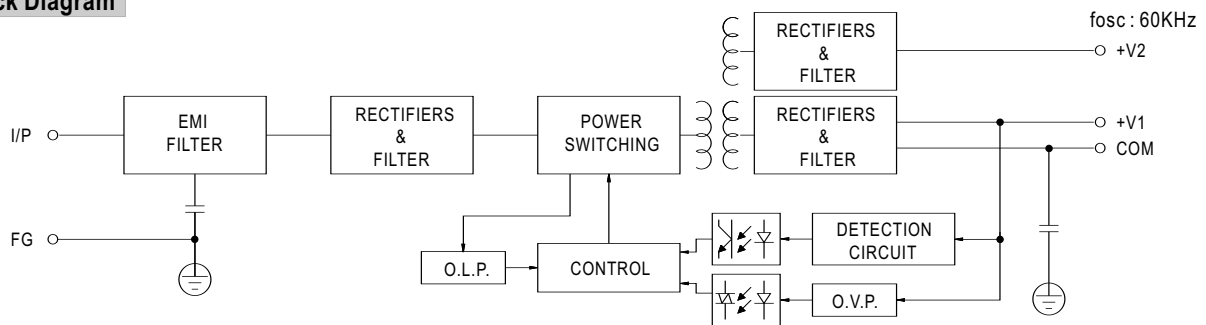 ck Diagram
fosc : 60KHz
RECTIFIERS
&
FILTER
+V2
I/P
EMI
FILTER
RECTIFIERS
&
FILTER
POWER
SWITCHING
RECTIFIERS
&
FILTER
+V1
COM
FG
O.L.P.
CONTROL
DETECTION
CIRCUIT
O.V.P.